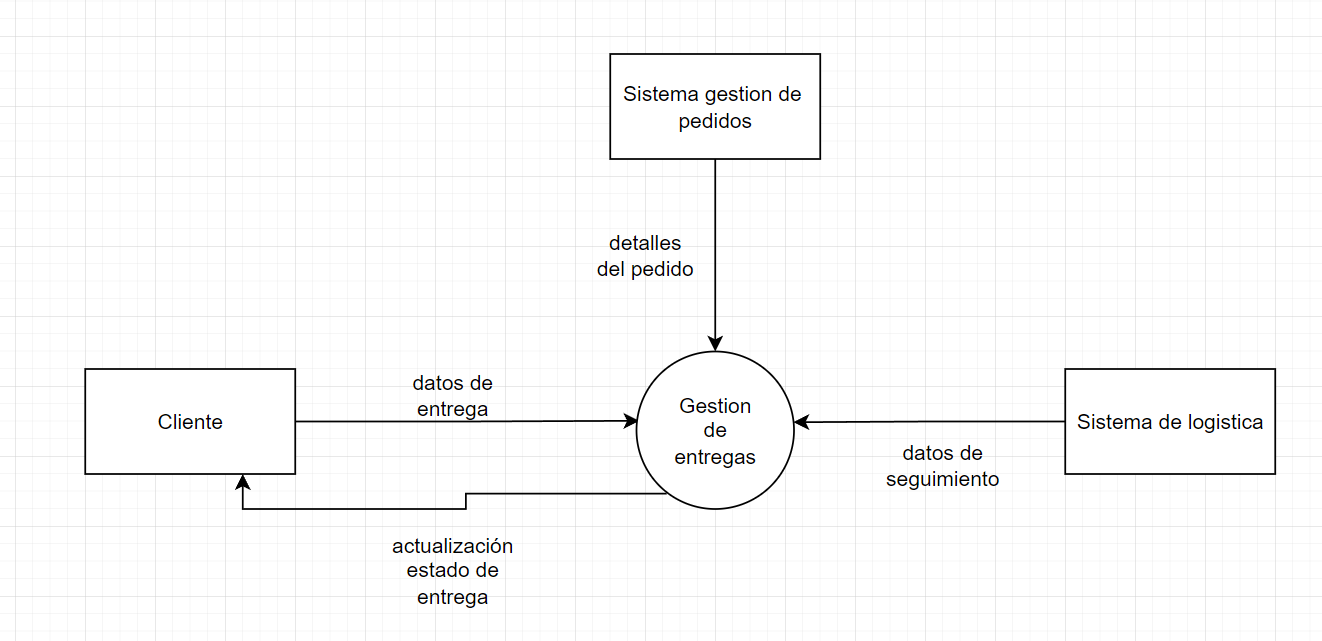 Sistema gestion de
pedidos
detalles
del pedido
datos de
entrega
Cliente
Gestion
de
entregas
Sistema de logistica
datos de
seguimiento
actualización
estado de
entrega